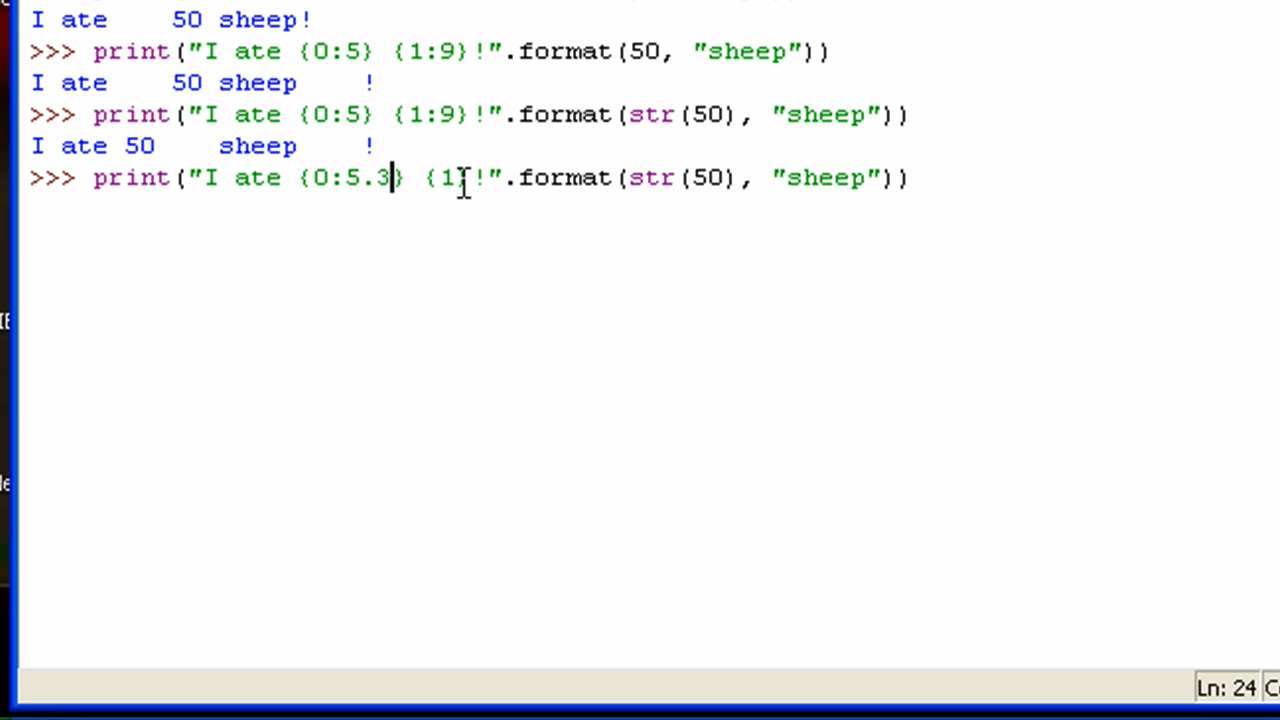 I ate    50 sheep!
>>> print("I ate {0:5} {1:9}!".format(50, "sheep"))
I ate    50 sheep    !
>>> print("I ate {0:5} {1:9}!".format(str(50), "sheep"))
I ate 50    sheep    !
>>> print("I ate {0:5.3} {1}!".format(str(50), "sheep"))
Ln: 24